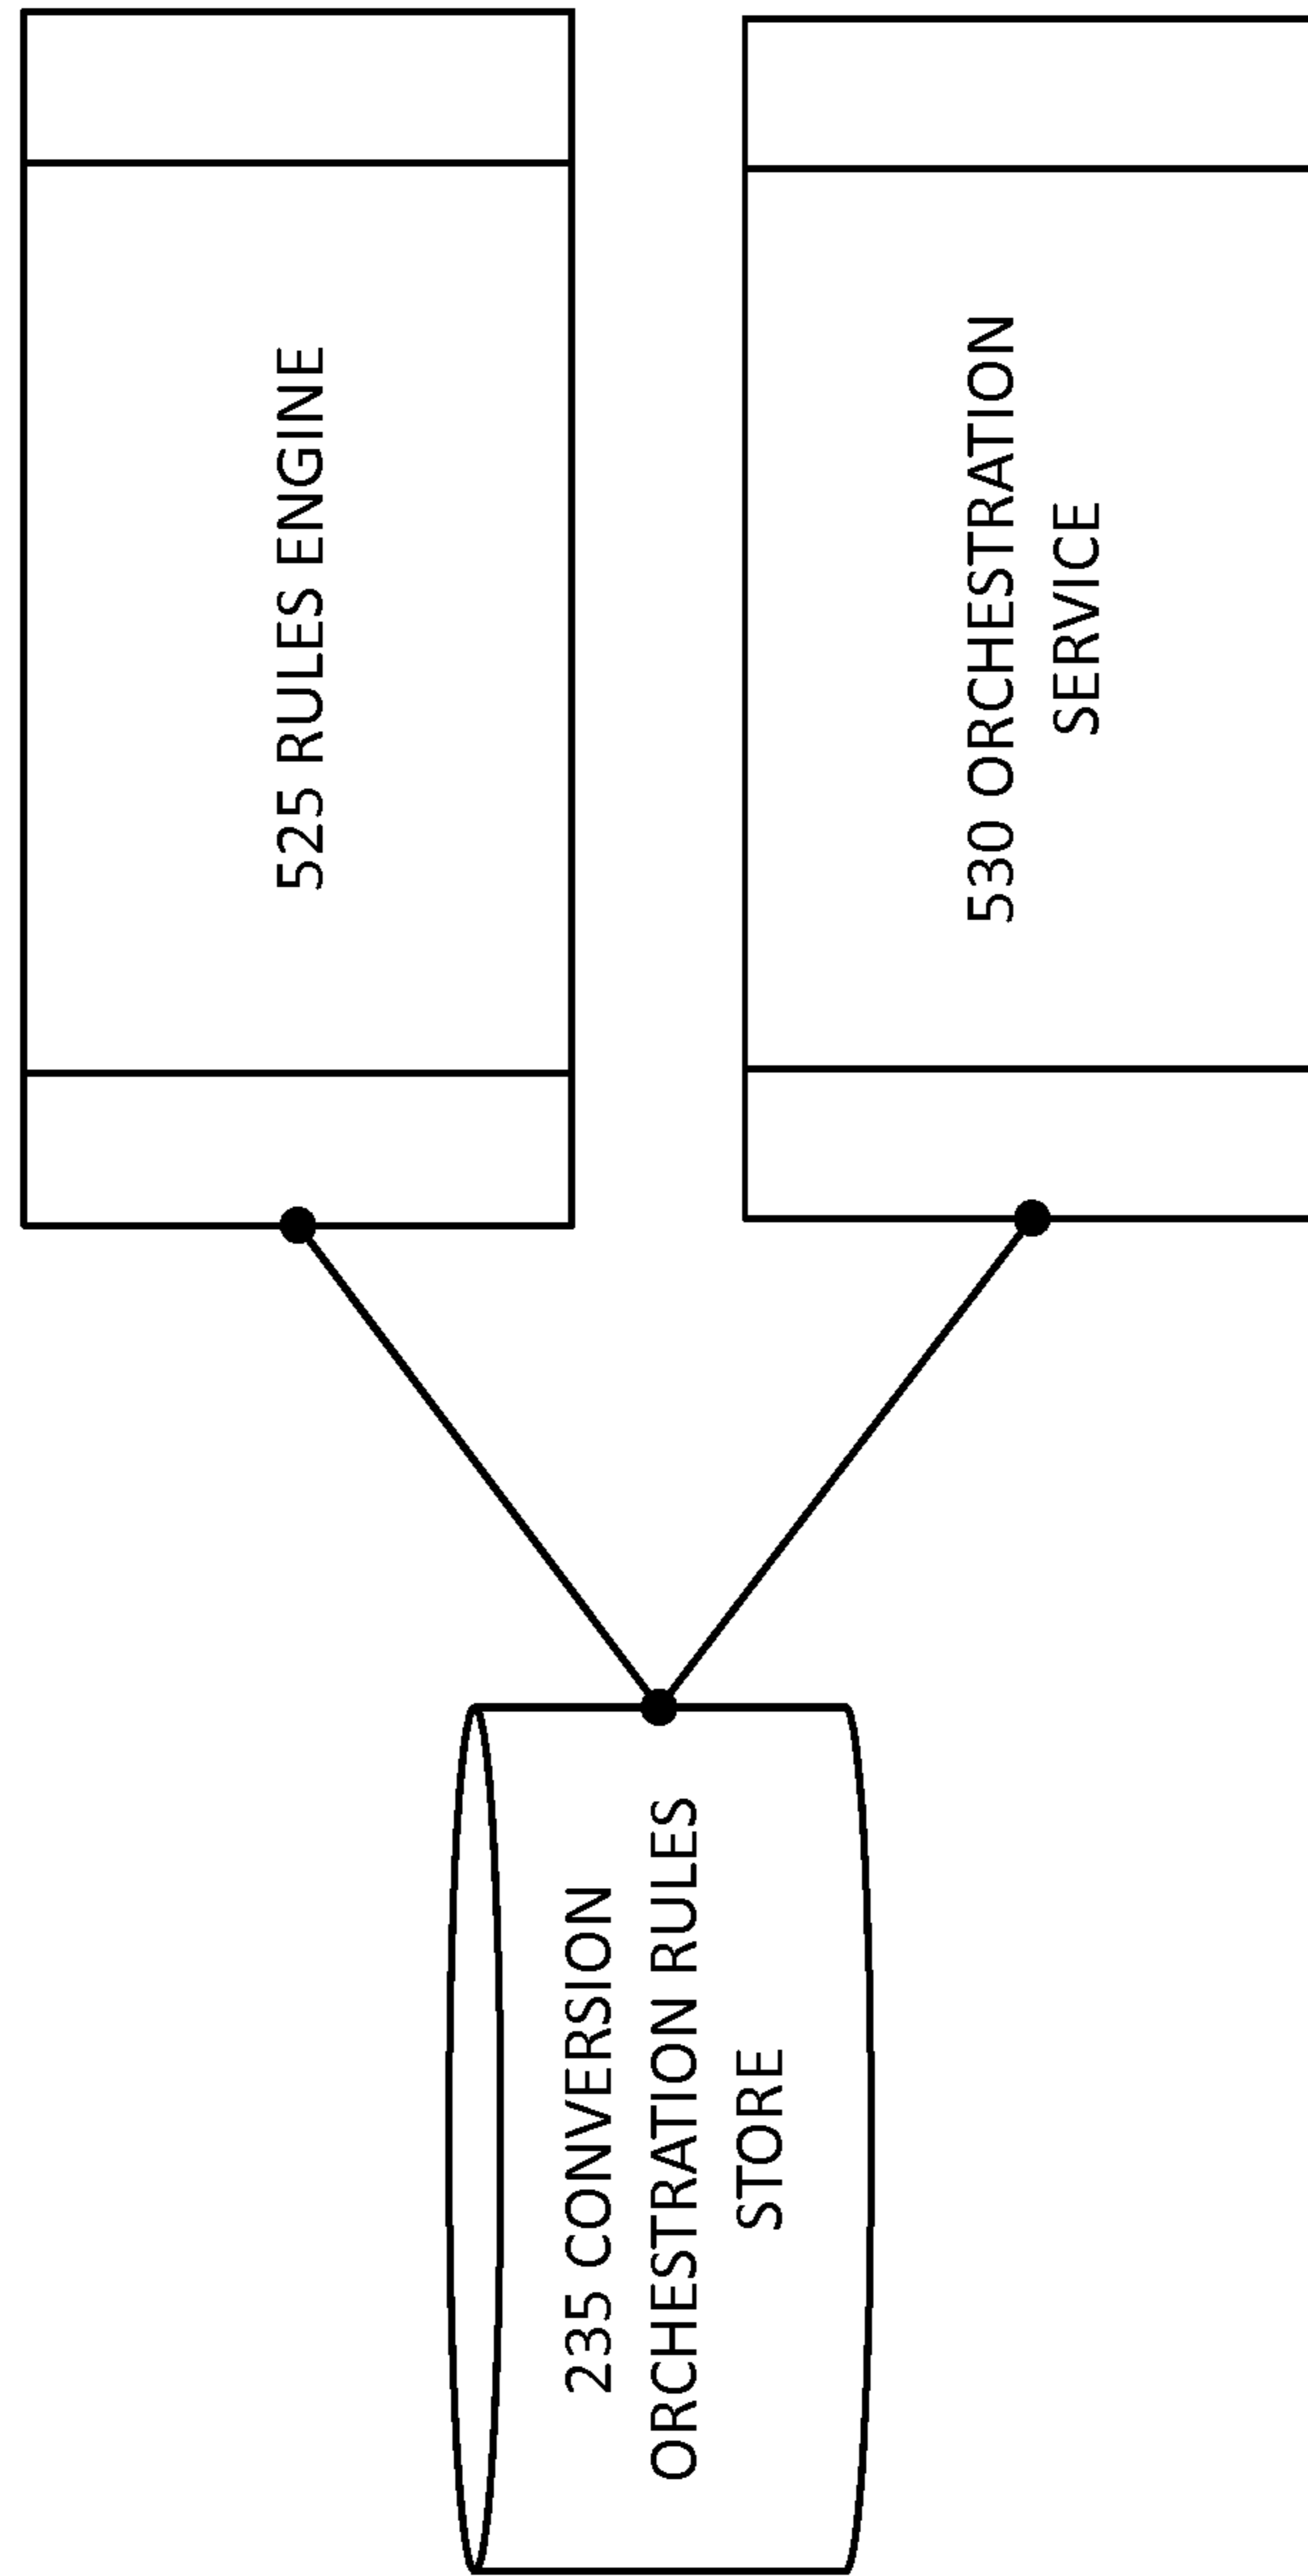 525 RULES ENGINE
530 ORCHESTRATION
SERVICE
235 CONVERSION
ORCHESTRATION RULES
STORE